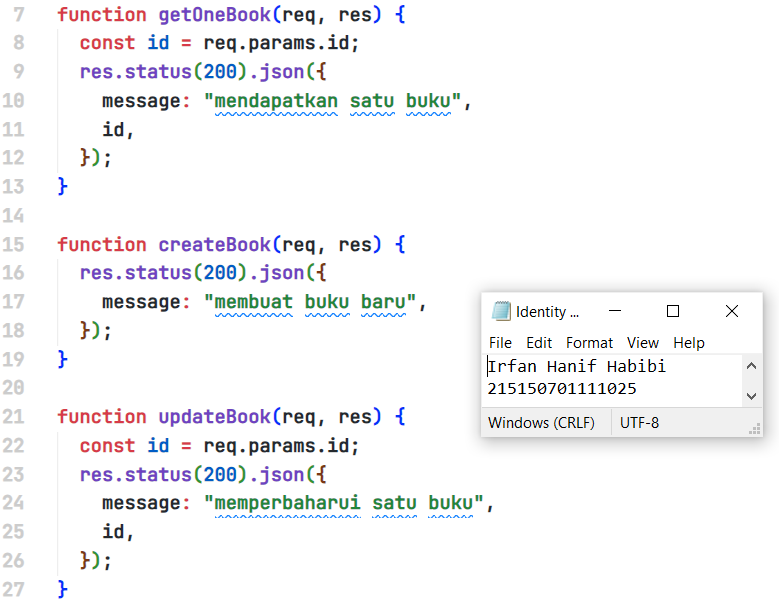 7 function getOneBook(req, res) {
8 const id = req.params.id;
9 res.status(200).json({
10 message: "mendapatkan satu buku",
11 id,
12 });
13 }
14
15 function createBook(req, res) {
16 res.status(200).json({
17 message: "membuat buku baru",
18 });
19 }
20
21 function updateBook(req, res) {
22 const id = req.params.id;
23 res.status(200).json({
24 message: "memperbaharui satu buku",
25 id,
26 });
27 }
Identity ...
File Edit Format View Help
Irfan Hanif Habibi
215150701111025
Windows (CRLF) UTF-8